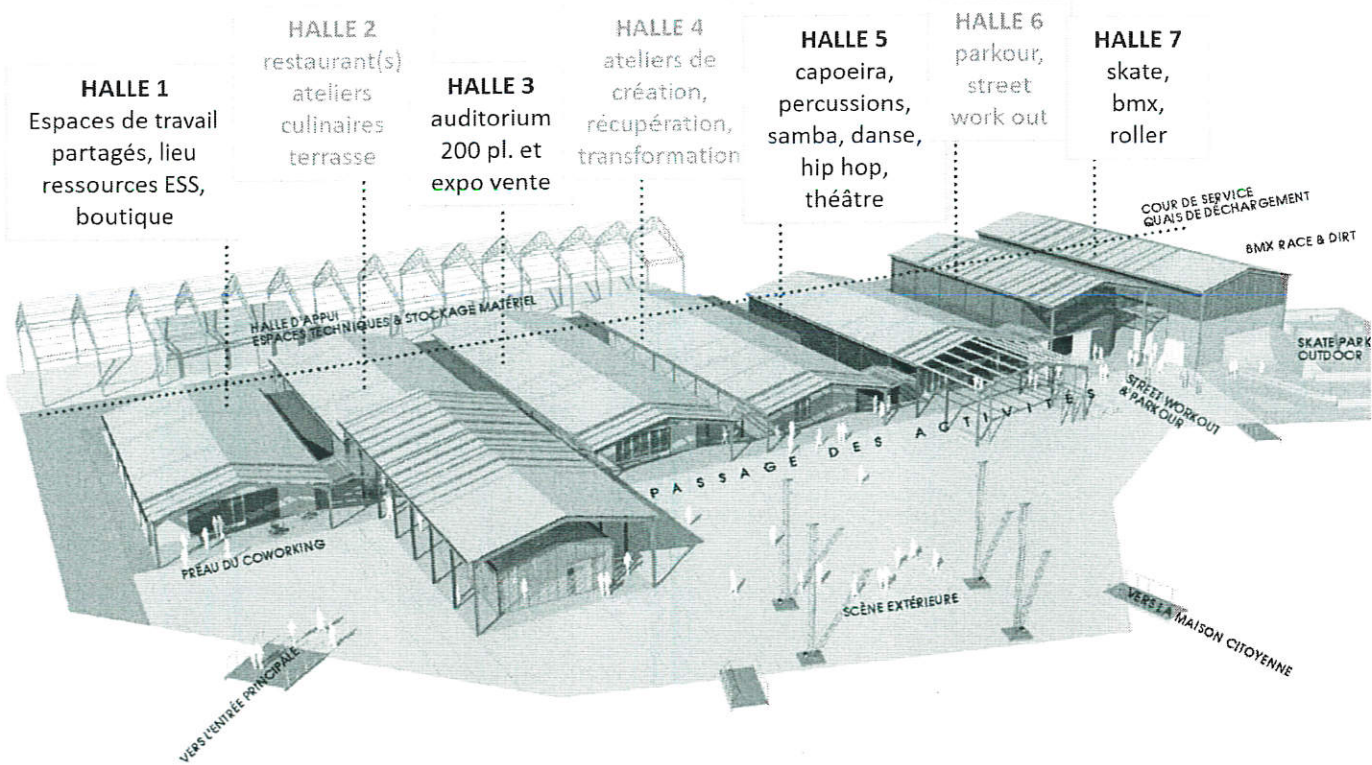 HALLE 1
Espaces de travail
partagés, lieu
ressources ESS,
boutique
HALLE 2
restaurant(s)
ateliers
culinaires
terrasse
HALLE 3
auditorium
200 pl. et
expo vente
HALLE 4
ateliers de
création,
récupération,
transformation
HALLE 5
capoeira,
percussions,
samba, danse,
hip hop,
théâtre
HALLE 6
parkour,
street
work out
HALLE 7
skate,
bmx,
roller
COUR DE SERVICE
QUAIS DE DÉCHARGEMENT
BMX RACE & DIRT
HALLE D'APPUI
ESPACES TECHNIQUES & STOCKAGE MATÉRIEL
SKATE PARK
OUTDOOR
STREET WORKOUT
& PARKOUR
PASSAGE DES ACTIVITÉS
PRÉAU DU COWORKING
SCÈNE EXTÉRIEURE
VERS LA MAISON CITOYENNE
VERS L'ENTRÉE PRINCIPALE